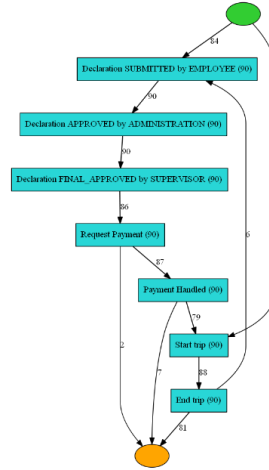 84
Declaration SUBMITTED by EMPLOYEE (90)
90
Declaration APPROVED by ADMINISTRATION (90)
90
Declaration FINAL_APPROVED by SUPERVISOR (90)
86
Request Payment (90)
87
Payment Handled (90)
79
Start trip (90)
88
End trip (90)
81
6
2
7